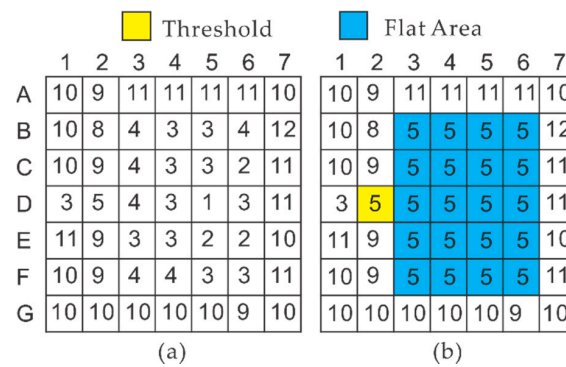 Threshold Flat Area
1 2 3 4 5 6 7 1 2 3 4 5 6 7
A 10 9 11 11 11 11 10 10 9 11 11 11 11 10
B 10 8 4 3 3 4 12 10 8 5 5 5 5 12
C 10 9 4 3 3 2 11 10 9 5 5 5 5 11
D 3 5 4 3 1 3 11 3 5 5 5 5 5 11
E 11 9 3 3 2 2 10 11 9 5 5 5 5 10
F 10 9 4 4 3 3 11 10 9 5 5 5 5 11
G 10 10 10 10 10 9 10 10 10 10 10 10 9 10
(a) (b)